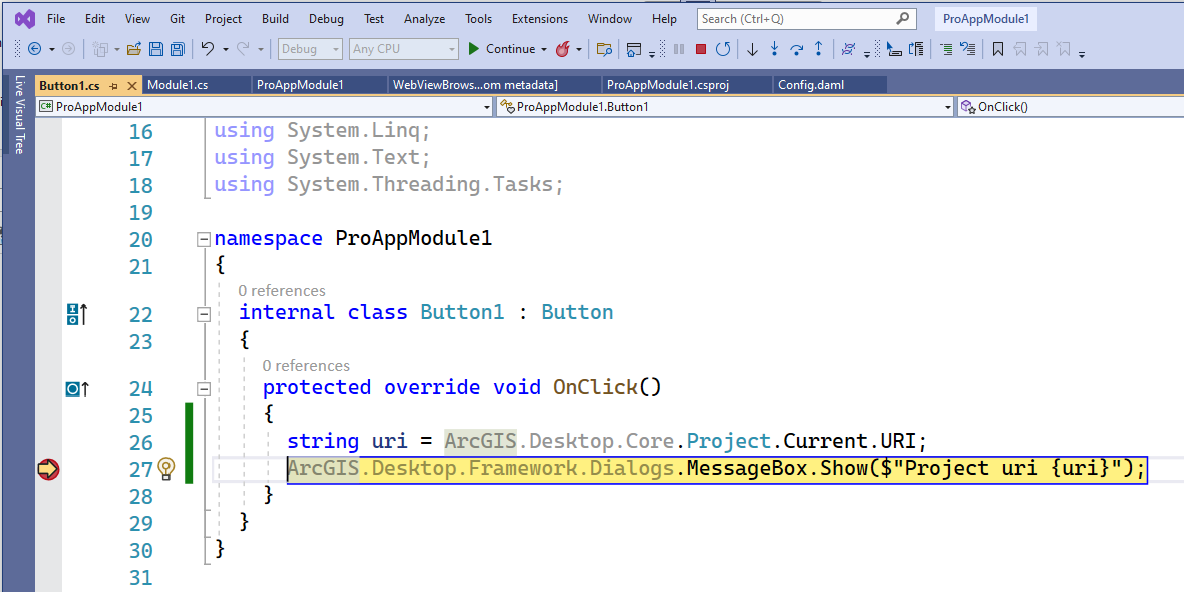 File Edit View Git Project Build Debug Test Analyze Tools Extensions Window Help Search (Ctrl+Q) ProAppModule1
Debug Any CPU Continue
Button1.cs Module1.cs ProAppModule1 WebViewBrows...om metadata] ProAppModule1.csproj Config.daml
Live Visual Tree
C# ProAppModule1 ProAppModule1.Button1 OnClick()
16 using System.Linq;
17 using System.Text;
18 using System.Threading.Tasks;
19
20 namespace ProAppModule1
21 {
0 references
22 internal class Button1 : Button
23 {
0 references
24 protected override void OnClick()
25 {
26 string uri = ArcGIS.Desktop.Core.Project.Current.URI;
27 ArcGIS.Desktop.Framework.Dialogs.MessageBox.Show($"Project uri {uri}");
28 }
29 }
30 }
31